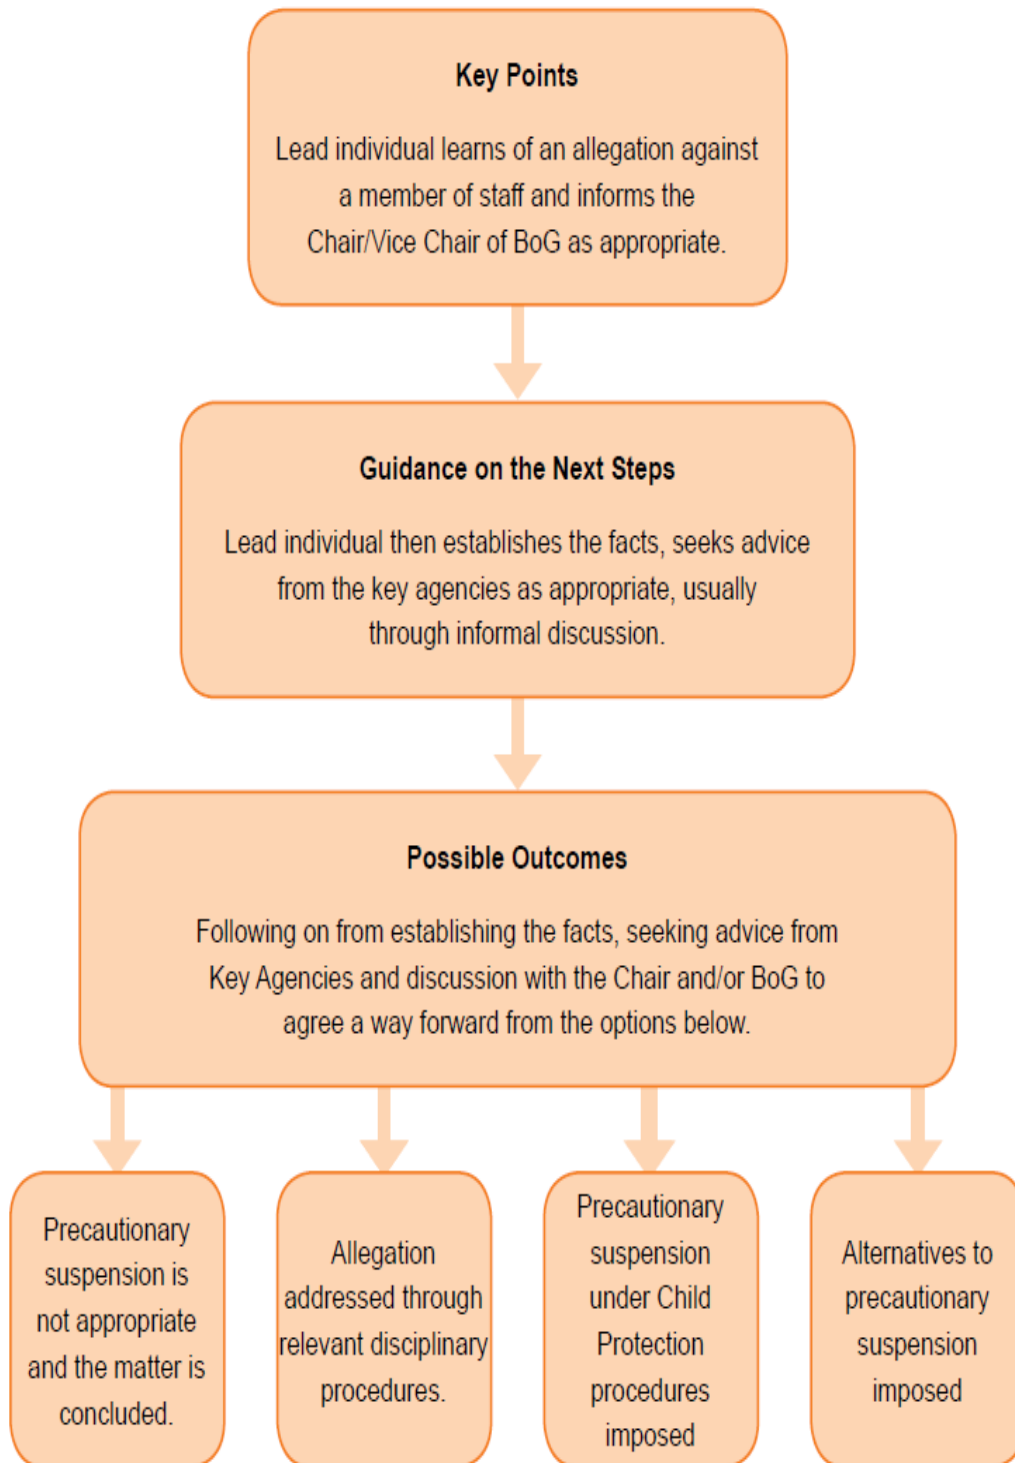 Key Points
Lead individual learns of an allegation against
a member of staff and informs the
Chair/Vice Chair of BoG as appropriate.
Guidance on the Next Steps
Lead individual then establishes the facts, seeks advice
from the key agencies as appropriate, usually
through informal discussion.
Possible Outcomes
Following on from establishing the facts, seeking advice from
Key Agencies and discussion with the Chair and/or BoG to
agree a way forward from the options below.
Precautionary
suspension is
not appropriate
and the matter is
concluded.
Allegation
addressed through
relevant disciplinary
procedures.
Precautionary
suspension
under Child
Protection
procedures
imposed
Alternatives to
precautionary
suspension
imposed